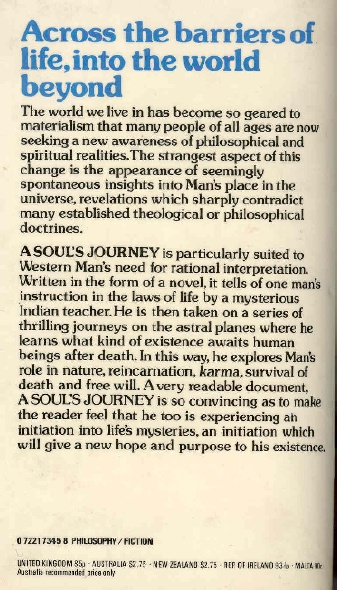 Across the barriers of
life, into the world
beyond
The world we live in has become so geared to
materialism that many people of all ages are now
seeking a new awareness of philosophical and
spiritual realities. The strangest aspect of this
change is the appearance of seemingly
spontaneous insights into Man's place in the
universe, revelations which sharply contradict
many established theological or philosophical
doctrines.
A SOUL'S JOURNEY is particularly suited to
Western Man's need for rational interpretation.
Written in the form of a novel, it tells of one man's
instruction in the laws of life by a mysterious
Indian teacher. He is then taken on a series of
thrilling journeys on the astral planes where he
learns what kind of existence awaits human
beings after death. In this way, he explores Man's
role in nature, reincarnation, karma, survival of
death and free will. A very readable document,
A SOUL'S JOURNEY is so convincing as to make
the reader feel that he too is experiencing an
initiation into life's mysteries, an initiation which
will give a new hope and purpose to his existence.
0 7221 7345 8 PHILOSOPHY / FICTION
UNITED KINGDOM 85p · AUSTRALIA $2.75 · NEW ZEALAND $2.75 · REP OF IRELAND · MALTA
Australia recommended price only